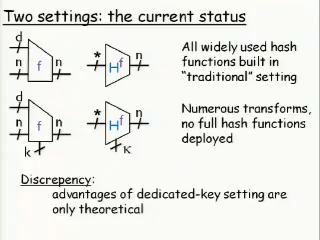 Two settings: the current status
d
n f n
* H f n
All widely used hash
functions built in
"traditional" setting
d
n f n
k
* H f n
K
Numerous transforms,
no full hash functions
deployed
Discrepency:
advantages of dedicated-key setting are
only theoretical